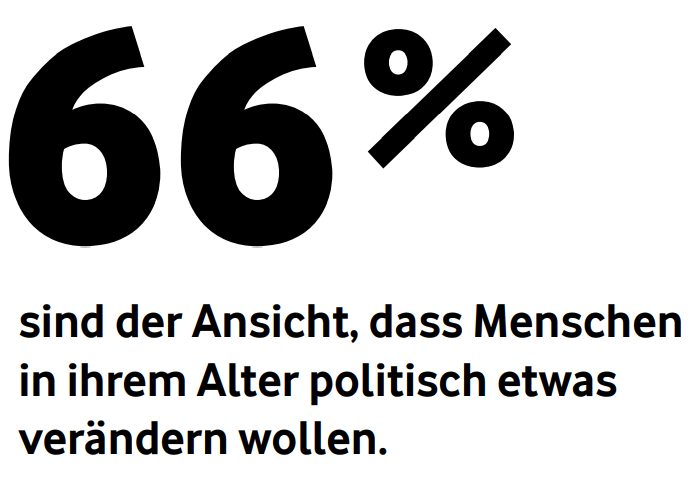 66%
sind der Ansicht, dass Menschen
in ihrem Alter politisch etwas
verändern wollen.